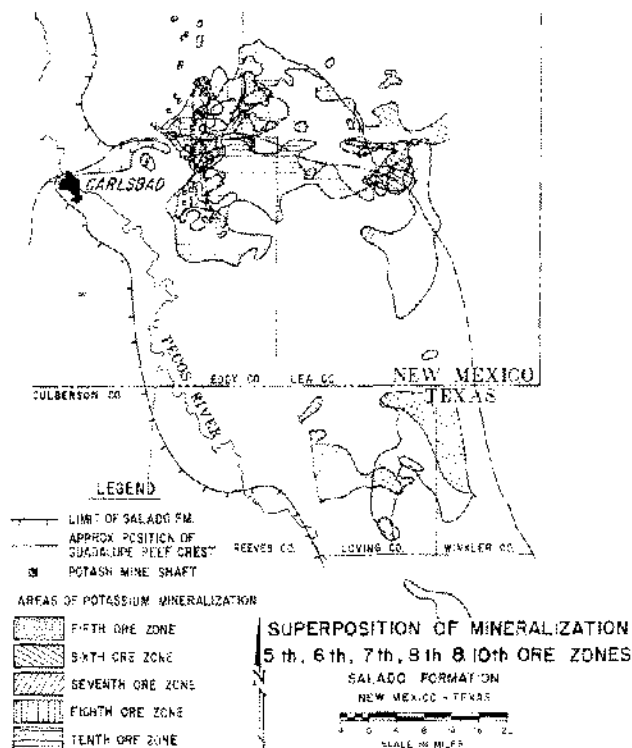 CARLSBAD
PECOS RIVER
EDDY CO.
LEA CO.
NEW MEXICO
TEXAS
CULBERSON CO.
LEGEND
LIMIT OF SALADO FM.
APPROX POSITION OF
GUADALUPE REEF CREST
POTASH MINE SHAFT
REEVES CO.
LOVING CO.
WINKLER CO.
AREAS OF POTASSIUM MINERALIZATION
FIFTH ORE ZONE
SIXTH ORE ZONE
SEVENTH ORE ZONE
EIGHTH ORE ZONE
TENTH ORE ZONE
N
SUPERPOSITION OF MINERALIZATION
5 th, 6 th, 7 th, 8 th & 10th ORE ZONES
SALADO FORMATION
NEW MEXICO - TEXAS
SCALE IN MILES